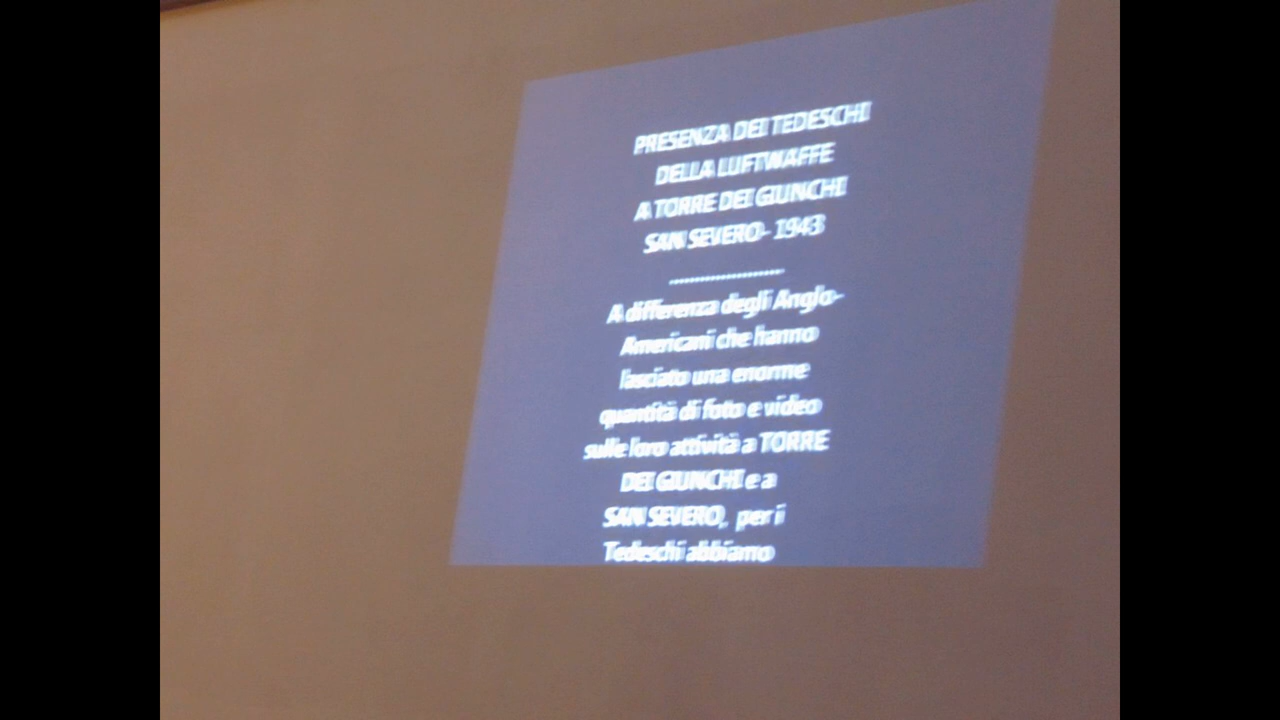 PRESENZA DEI TEDESCHI
DELLA LUFTWAFFE
A TORRE DEI GIUNCHI
SAN SEVERO- 1943
......................
A differenza degli Anglo-
Americani che hanno
lasciato una enorme
quantità di foto e video
sulle loro attività a TORRE
DEI GIUNCHI e a
SAN SEVERO, per i
Tedeschi abbiamo